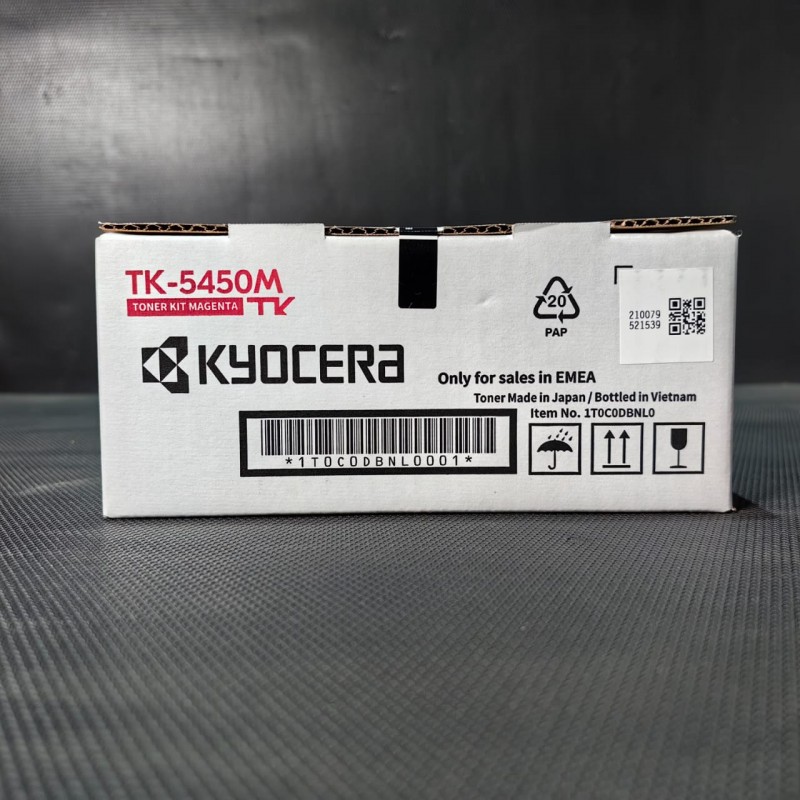 TK-5450M
TONER KIT MAGENTA TK
KYOCERA
20
PAP
210079
521539
Only for sales in EMEA
Toner Made in Japan / Bottled in Vietnam
Item No. 1T0C0DBNL0
*1T0C0DBNL0001*